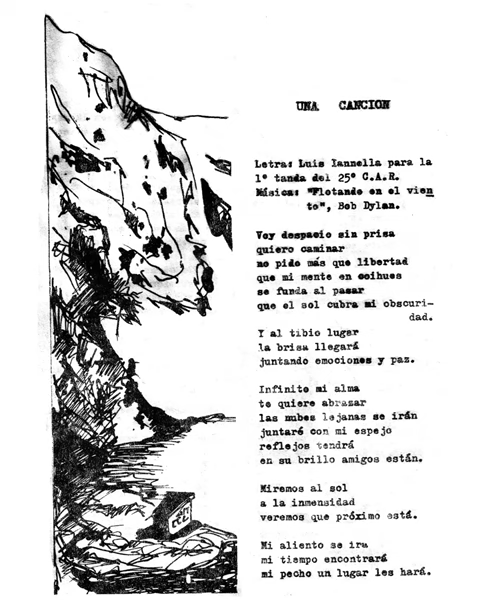 UNA CANCION
Letra: Luis Iannella para la
1º tanda del 25º C.A.R.
Música: "Flotando en el vien
to", Bob Dylan.
Voy despacio sin prisa
quiero caminar
no pido más que libertad
que mi mente en coihues
se funda al pasar
que el sol cubra mi obscuri-
dad.
Y al tibio lugar
la brisa llegará
juntando emociones y paz.
Infinito mi alma
te quiere abrazar
las nubes lejanas se irán
juntaré con mi espejo
reflejos tendrá
en su brillo amigos están.
Miremos al sol
a la inmensidad
veremos que próximo está.
Mi aliento se ira
mi tiempo encontrará
mi pecho un lugar les hará.